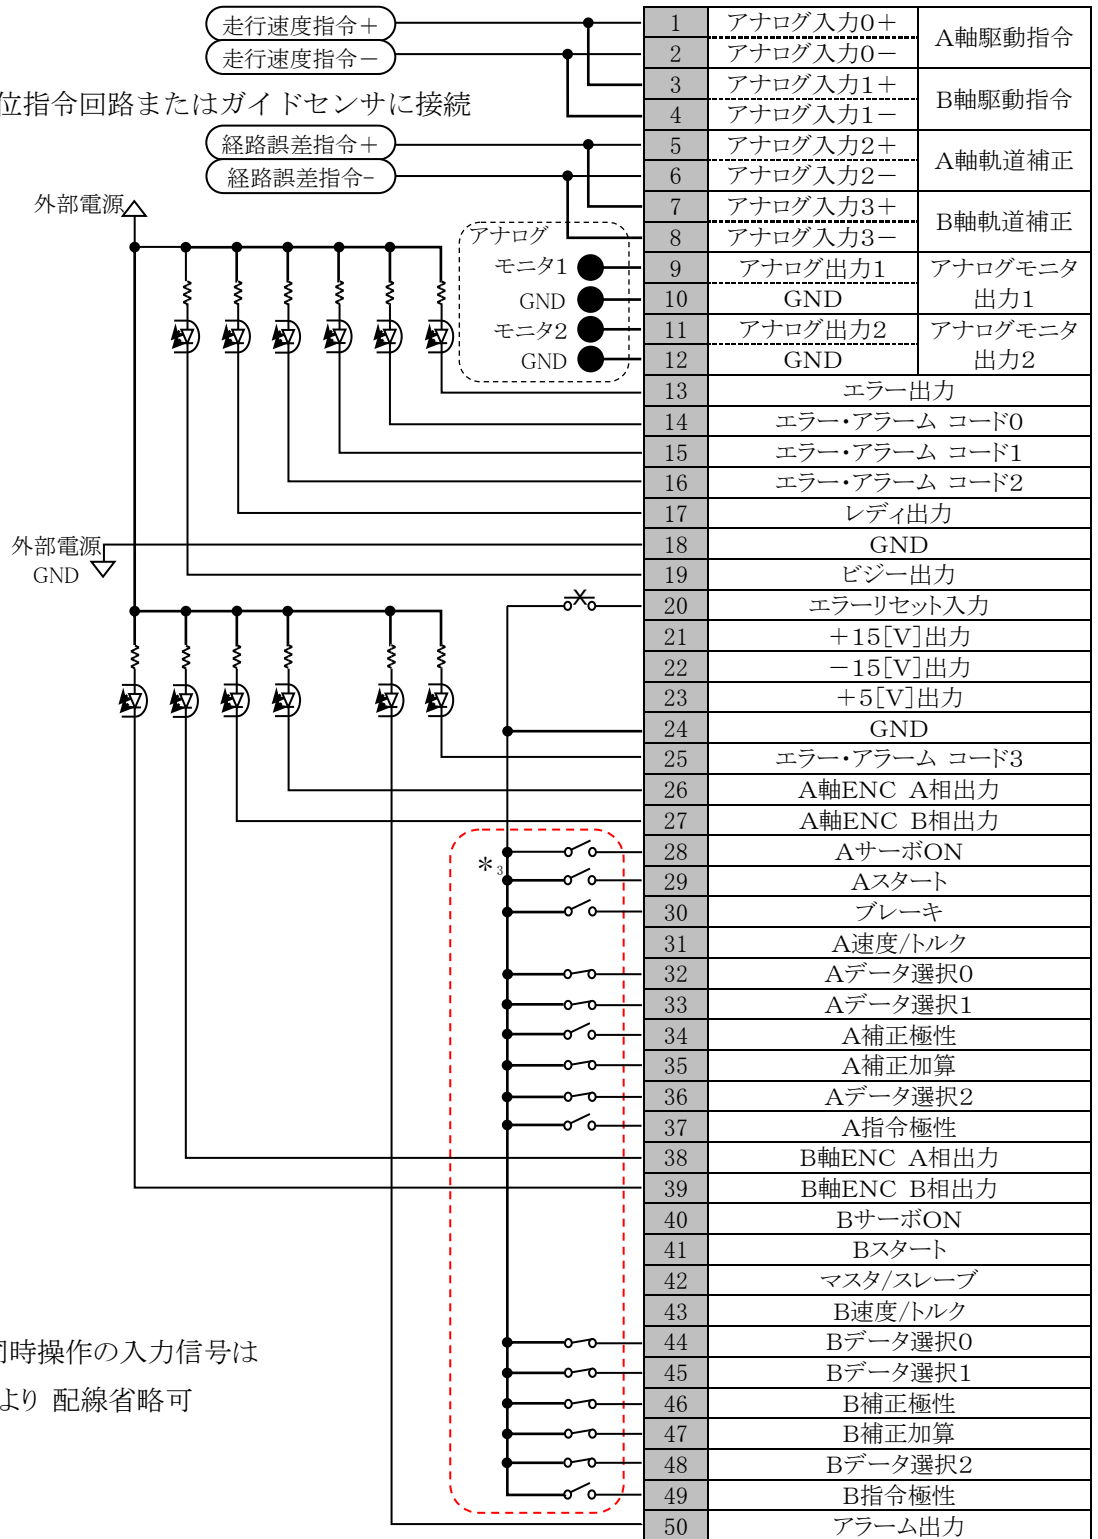 走行速度指令＋
走行速度指令－
位指令回路またはガイドセンサに接続
経路誤差指令＋
経路誤差指令-
外部電源
アナログ
モニタ1
GND
モニタ2
GND
外部電源
GND
＊3
同時操作の入力信号は
より 配線省略可
1 アナログ入力0＋ A軸駆動指令
2 アナログ入力0－
3 アナログ入力1＋ B軸駆動指令
4 アナログ入力1－
5 アナログ入力2＋ A軸軌道補正
6 アナログ入力2－
7 アナログ入力3＋ B軸軌道補正
8 アナログ入力3－
9 アナログ出力1 アナログモニタ
10 GND 出力1
11 アナログ出力2 アナログモニタ
12 GND 出力2
13 エラー出力
14 エラー・アラーム コード0
15 エラー・アラーム コード1
16 エラー・アラーム コード2
17 レディ出力
18 GND
19 ビジー出力
20 エラーリセット入力
21 ＋15[V]出力
22 －15[V]出力
23 ＋5[V]出力
24 GND
25 エラー・アラーム コード3
26 A軸ENC A相出力
27 A軸ENC B相出力
28 AサーボON
29 Aスタート
30 ブレーキ
31 A速度/トルク
32 Aデータ選択0
33 Aデータ選択1
34 A補正極性
35 A補正加算
36 Aデータ選択2
37 A指令極性
38 B軸ENC A相出力
39 B軸ENC B相出力
40 BサーボON
41 Bスタート
42 マスタ/スレーブ
43 B速度/トルク
44 Bデータ選択0
45 Bデータ選択1
46 B補正極性
47 B補正加算
48 Bデータ選択2
49 B指令極性
50 アラーム出力